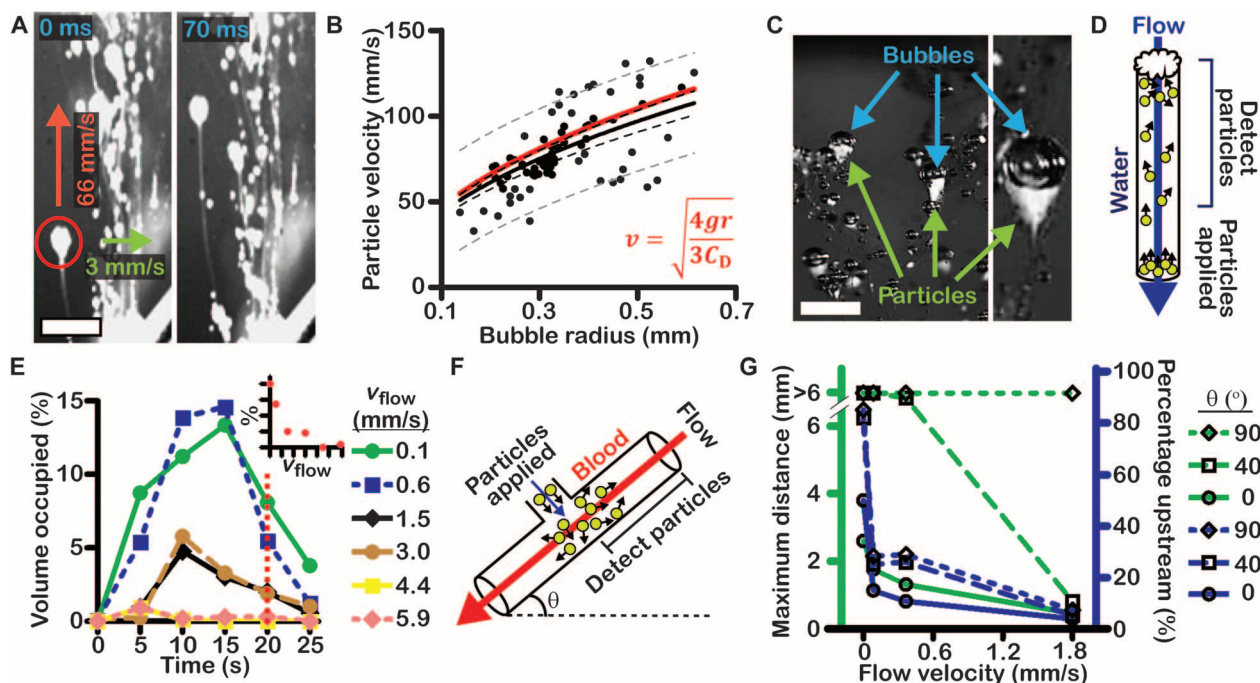 A
0 ms
70 ms
66 mm/s
3 mm/s
B
Particle velocity (mm/s)
150
100
50
0
0.1
0.3
0.5
0.7
Bubble radius (mm)
v = √(4gr/3C_D)
C
Bubbles
Particles
D
Flow
Water
Detect
particles
Particles
applied
E
Volume occupied (%)
15
10
5
0
0
5
10
15
20
25
Time (s)
%
v_flow
v_flow
(mm/s)
0.1
0.6
1.5
3.0
4.4
5.9
F
Particles
applied
Blood
Flow
Detect particles
θ
G
Maximum distance (mm)
>6
6
4
2
0
0
0.6
1.2
1.8
Flow velocity (mm/s)
100
80
60
40
20
0
Percentage upstream (%)
θ (º)
90
40
0
90
40
0